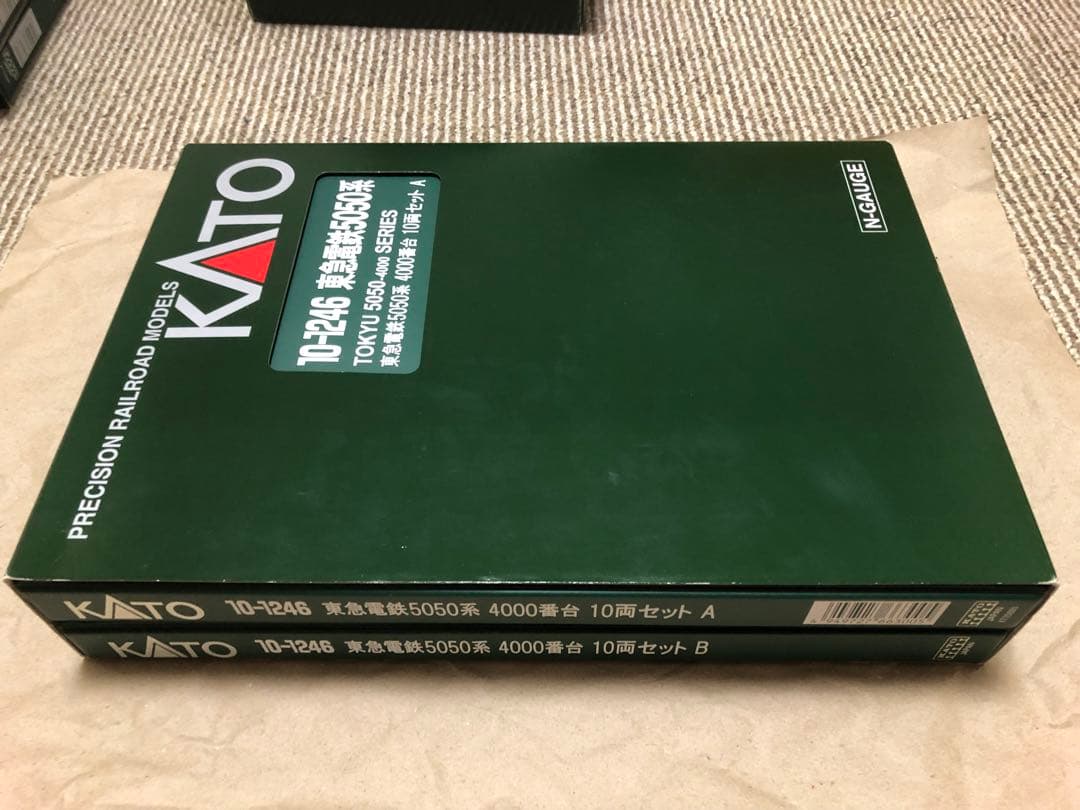 KATO
PRECISION RAILROAD MODELS
10-1246 東急電鉄5050系
TOKYU 5050-4000 SERIES
東急電鉄5050系 4000番台 10両セット A
N-GAUGE
KATO 10-1246 東急電鉄5050系 4000番台 10両セット A
KATO 10-1246 東急電鉄5050系 4000番台 10両セット B